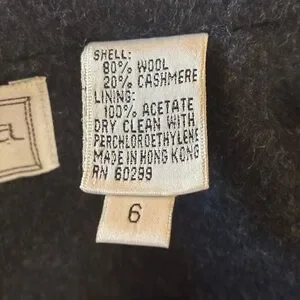 SHELL:
80% WOOL
20% CASHMERE
LINING:
100% ACETATE
DRY CLEAN WITH
PERCHLOROETHYLENE
MADE IN HONG KONG
RN 60299
6